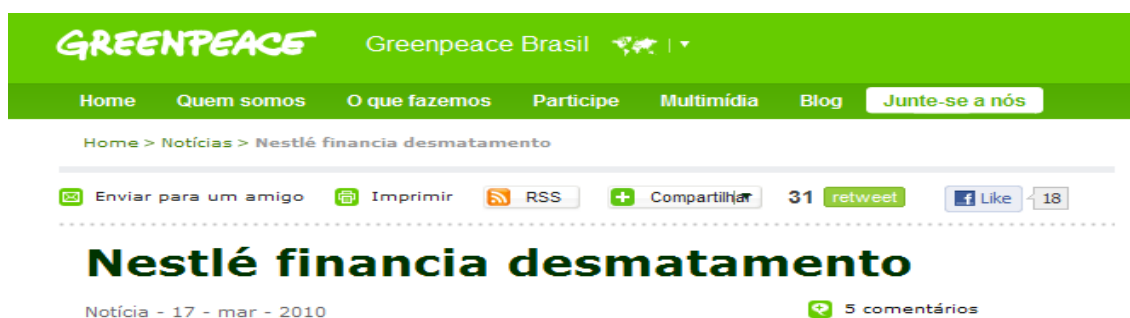 GREENPEACE Greenpeace Brasil
Home Quem somos O que fazemos Participe Multimídia Blog Junte-se a nós
Home > Notícias > Nestlé financia desmatamento
Enviar para um amigo Imprimir RSS Compartilhar 31 retweet Like 18
Nestlé financia desmatamento
Notícia - 17 - mar - 2010 5 comentários